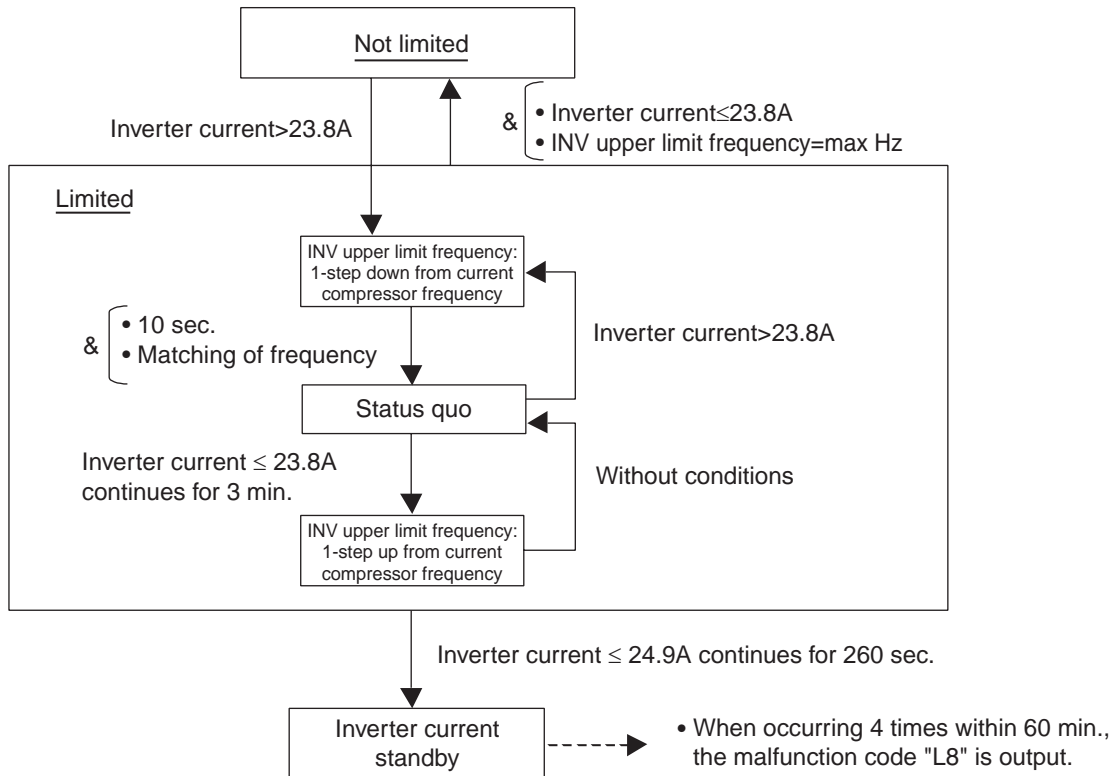 Not limited
Inverter current>23.8A
&
• Inverter current≤23.8A
• INV upper limit frequency=max Hz
Limited
INV upper limit frequency:
1-step down from current
compressor frequency
&
• 10 sec.
• Matching of frequency
Inverter current>23.8A
Status quo
Inverter current ≤ 23.8A
continues for 3 min.
Without conditions
INV upper limit frequency:
1-step up from current
compressor frequency
Inverter current ≤ 24.9A continues for 260 sec.
Inverter current
standby
• When occurring 4 times within 60 min.,
the malfunction code "L8" is output.